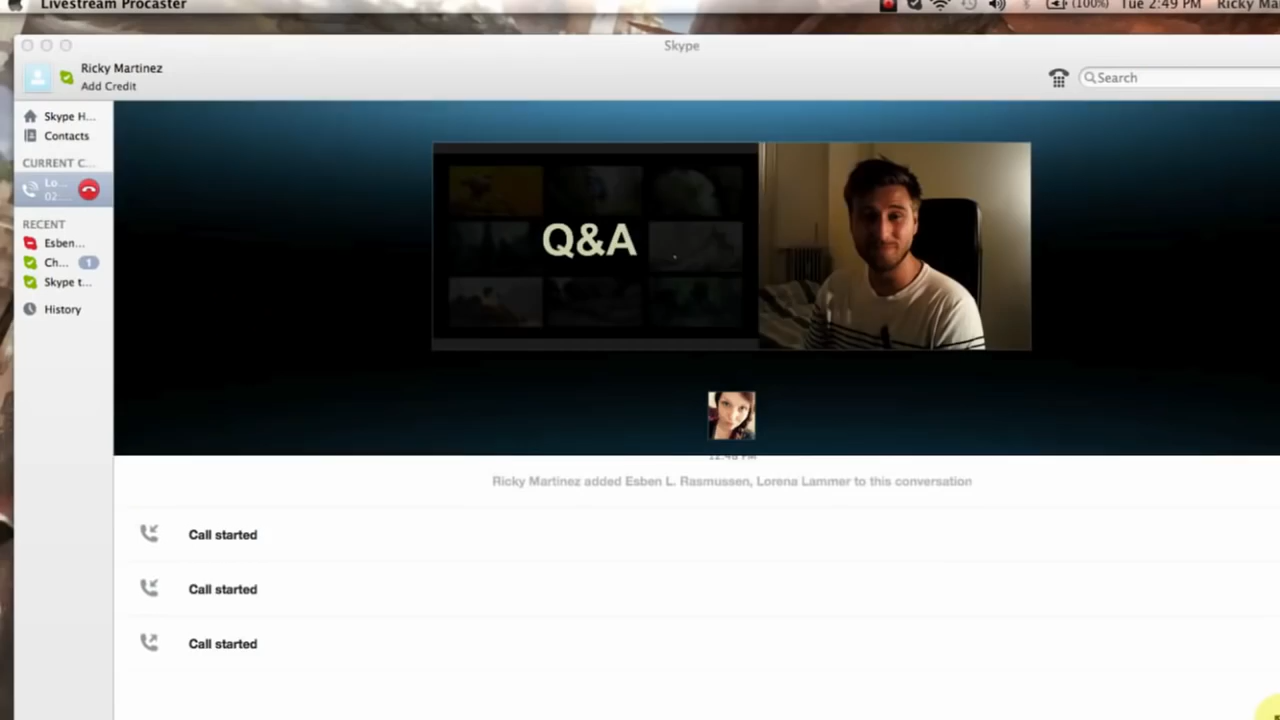 Livestream Procaster
(100%) Tue 2:49 PM Ricky Ma
Skype
Ricky Martinez
Add Credit
Search
Skype H...
Contacts
CURRENT C...
Lo...
02:...
RECENT
Esben...
Ch... 1
Skype t...
History
Q&A
Ricky Martinez added Esben L. Rasmussen, Lorena Lammer to this conversation
Call started
Call started
Call started